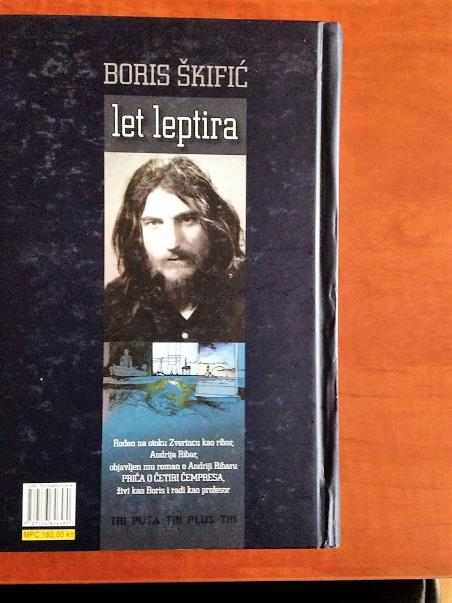 BORIS ŠKIFIĆ
let leptira
Rođen na otoku Zverincu kao ribar,
Andrija Ribar,
objavljen mu roman o Andriji Ribaru
PRIČA O ČETIRI ČEMPRESA,
živi kao Boris i radi kao profesor
TRI PUTA TRI PLUS TRI
MPC 160,00 kn